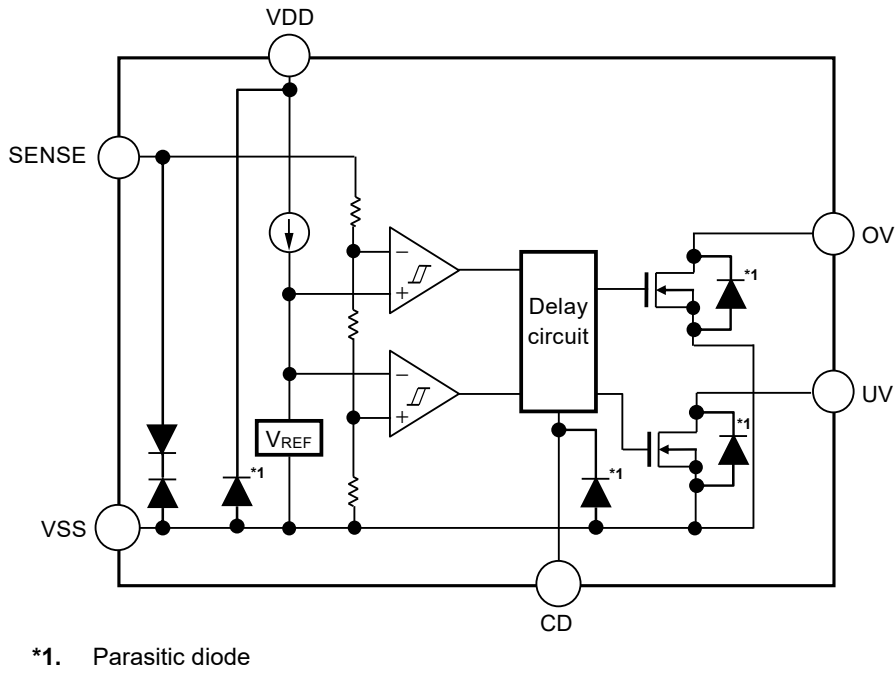 VDD
SENSE
*1
OV
Delay
circuit
−
+
−
+
UV
VREF
*1
*1
*1
VSS
CD
*1. Parasitic diode